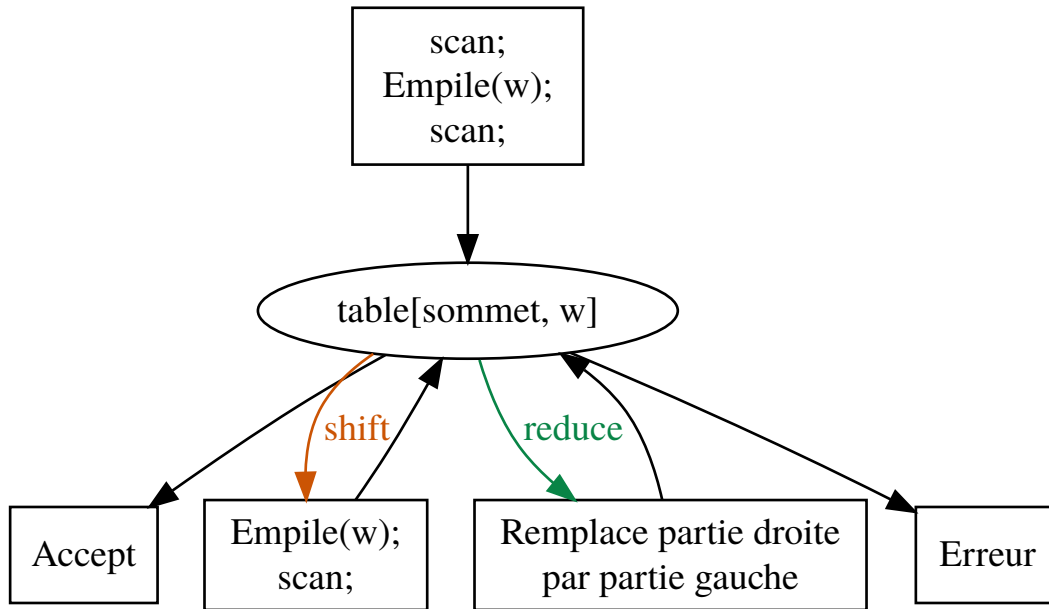 scan;
Empile(w);
scan;
table[sommet, w]
shift
reduce
Accept
Empile(w);
scan;
Remplace partie droite
par partie gauche
Erreur